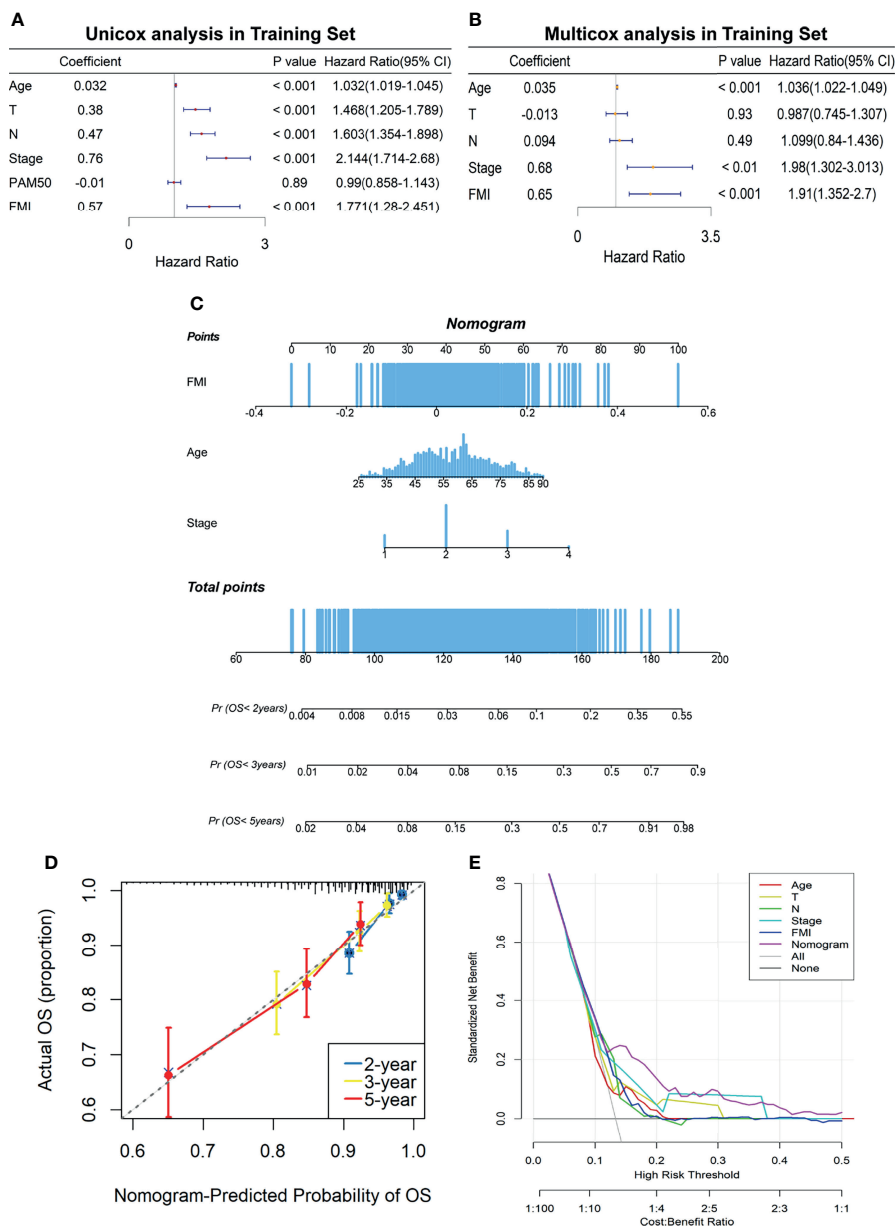 A
Unicox analysis in Training Set
Coefficient P value Hazard Ratio(95% CI)
Age 0.032 < 0.001 1.032(1.019-1.045)
T 0.38 < 0.001 1.468(1.205-1.789)
N 0.47 < 0.001 1.603(1.354-1.898)
Stage 0.76 < 0.001 2.144(1.714-2.68)
PAM50 -0.01 0.89 0.99(0.858-1.143)
FMI 0.57 < 0.001 1.771(1.28-2.451)
0 3
Hazard Ratio
B
Multicox analysis in Training Set
Coefficient P value Hazard Ratio(95% CI)
Age 0.035 < 0.001 1.036(1.022-1.049)
T -0.013 0.93 0.987(0.745-1.307)
N 0.094 0.49 1.099(0.84-1.436)
Stage 0.68 < 0.01 1.98(1.302-3.013)
FMI 0.65 < 0.001 1.91(1.352-2.7)
0 3.5
Hazard Ratio
C
Nomogram
Points
0 10 20 30 40 50 60 70 80 90 100
FMI
-0.4 -0.2 0 0.2 0.4 0.6
Age
25 35 45 55 65 75 85 90
Stage
1 2 3 4
Total points
60 80 100 120 140 160 180 200
Pr (OS< 2years)
0.004 0.008 0.015 0.03 0.06 0.1 0.2 0.35 0.55
Pr (OS< 3years)
0.01 0.02 0.04 0.08 0.15 0.3 0.5 0.7 0.9
Pr (OS< 5years)
0.02 0.04 0.08 0.15 0.3 0.5 0.7 0.91 0.98
D
Actual OS (proportion)
1.0
0.9
0.8
0.7
0.6
2-year
3-year
5-year
0.6 0.7 0.8 0.9 1.0
Nomogram-Predicted Probability of OS
E
Standardized Net Benefit
0.8
0.6
0.4
0.2
0.0
Age
T
N
Stage
FMI
Nomogram
All
None
0.0 0.1 0.2 0.3 0.4 0.5
High Risk Threshold
1:100 1:10 1:4 2:5 2:3 1:1
Cost:Benefit Ratio